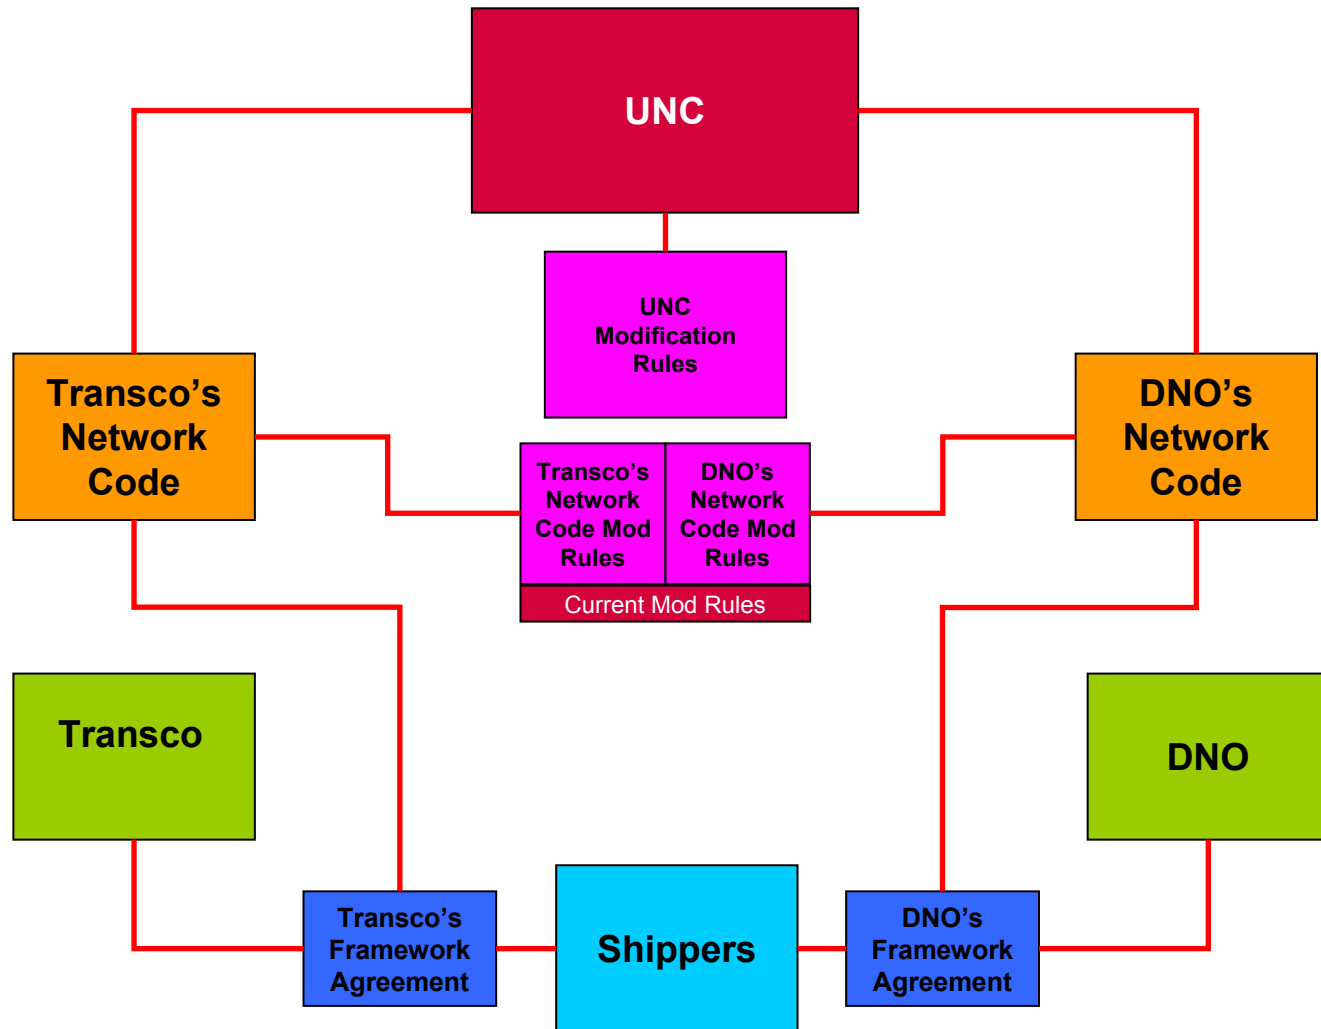 UNC
UNC
Modification
Rules
Transco’s
Network
Code
DNO’s
Network
Code
Transco’s
Network
Code Mod
Rules
DNO’s
Network
Code Mod
Rules
Current Mod Rules
Transco
DNO
Transco’s
Framework
Agreement
Shippers
DNO’s
Framework
Agreement